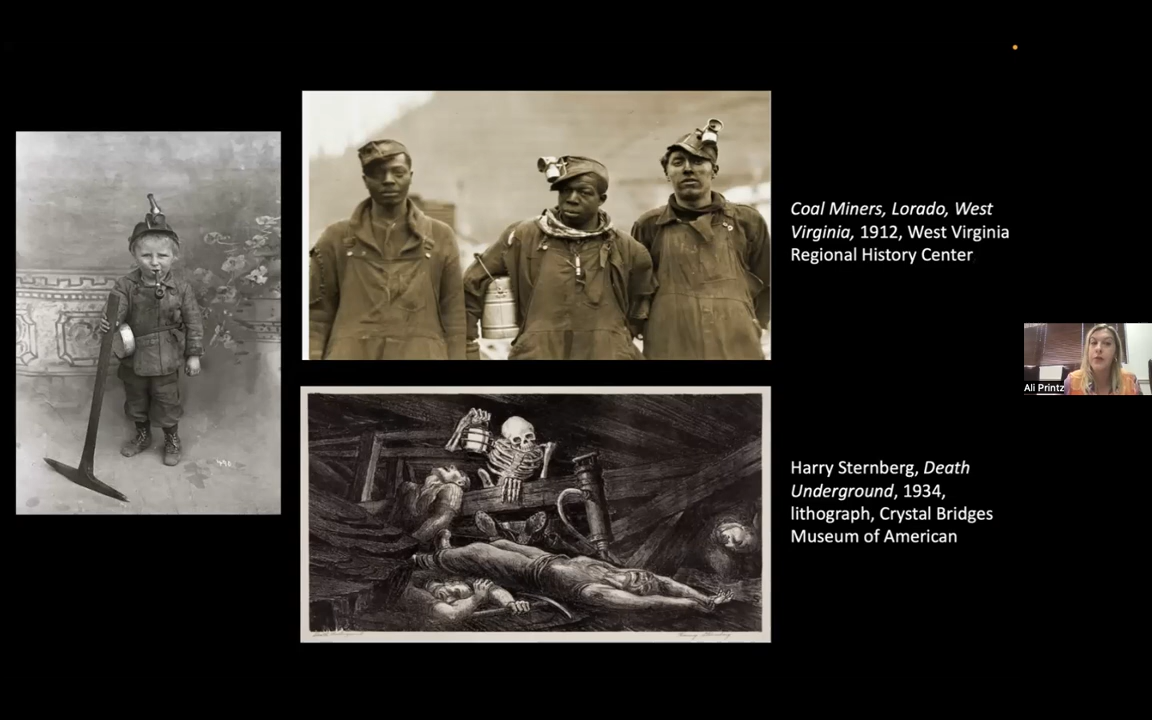 Coal Miners, Lorado, West
Virginia, 1912, West Virginia
Regional History Center
Ali Printz
Harry Sternberg, Death
Underground, 1934,
lithograph, Crystal Bridges
Museum of American